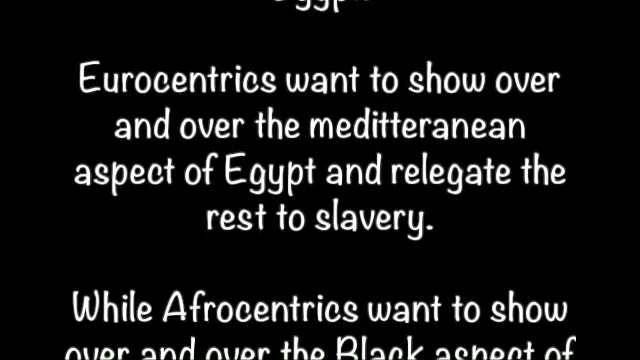 Egypt.
Eurocentrics want to show over
and over the meditteranean
aspect of Egypt and relegate the
rest to slavery.
While Afrocentrics want to show
over and over the Black aspect of